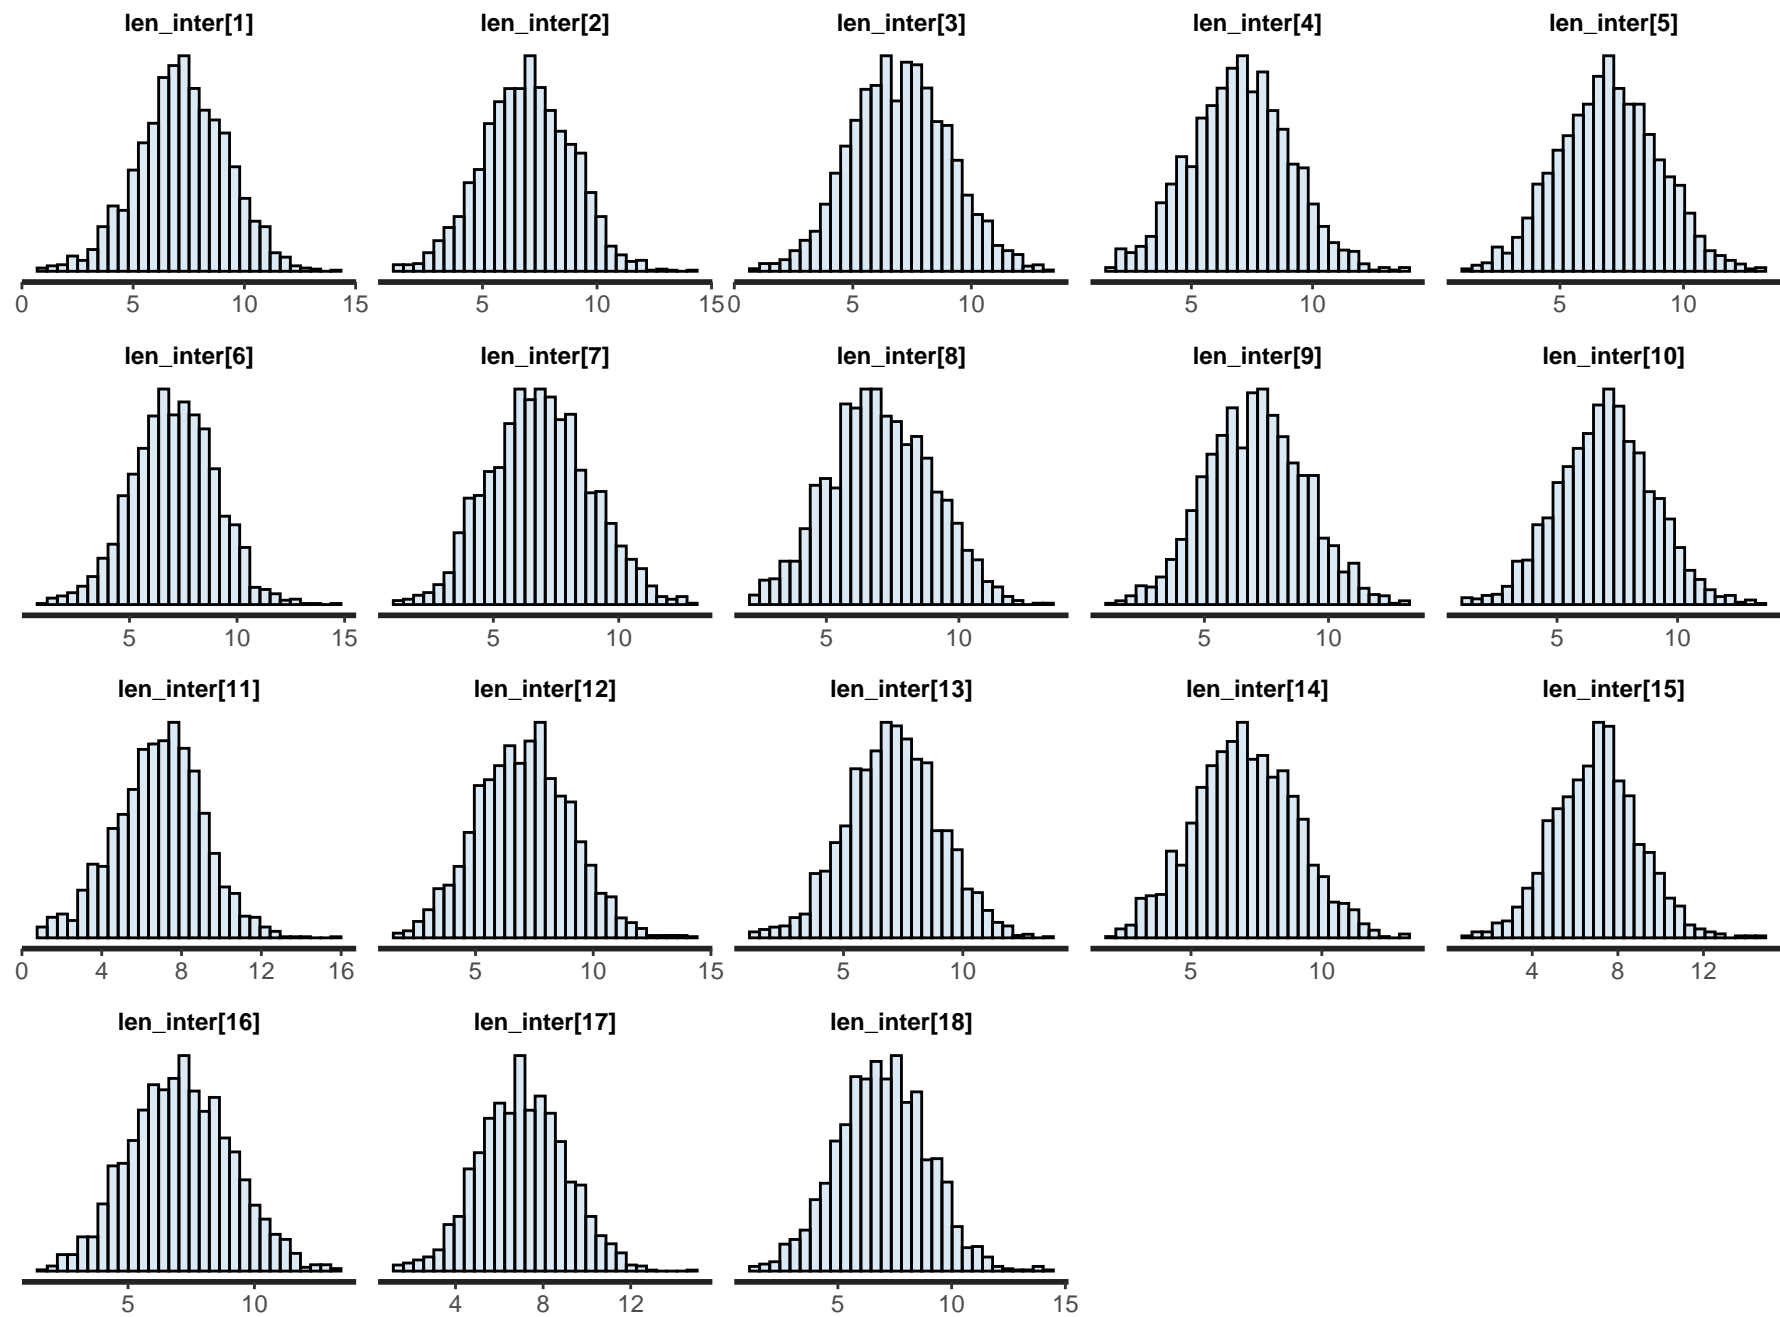 len_inter[1] len_inter[2] len_inter[3] len_inter[4] len_inter[5]
0 5 10 15 5 10 15 0 5 10 5 10 5 10
len_inter[6] len_inter[7] len_inter[8] len_inter[9] len_inter[10]
5 10 15 5 10 5 10 5 10 5 10
len_inter[11] len_inter[12] len_inter[13] len_inter[14] len_inter[15]
0 4 8 12 16 5 10 15 5 10 5 10 4 8 12
len_inter[16] len_inter[17] len_inter[18]
5 10 4 8 12 5 10 15